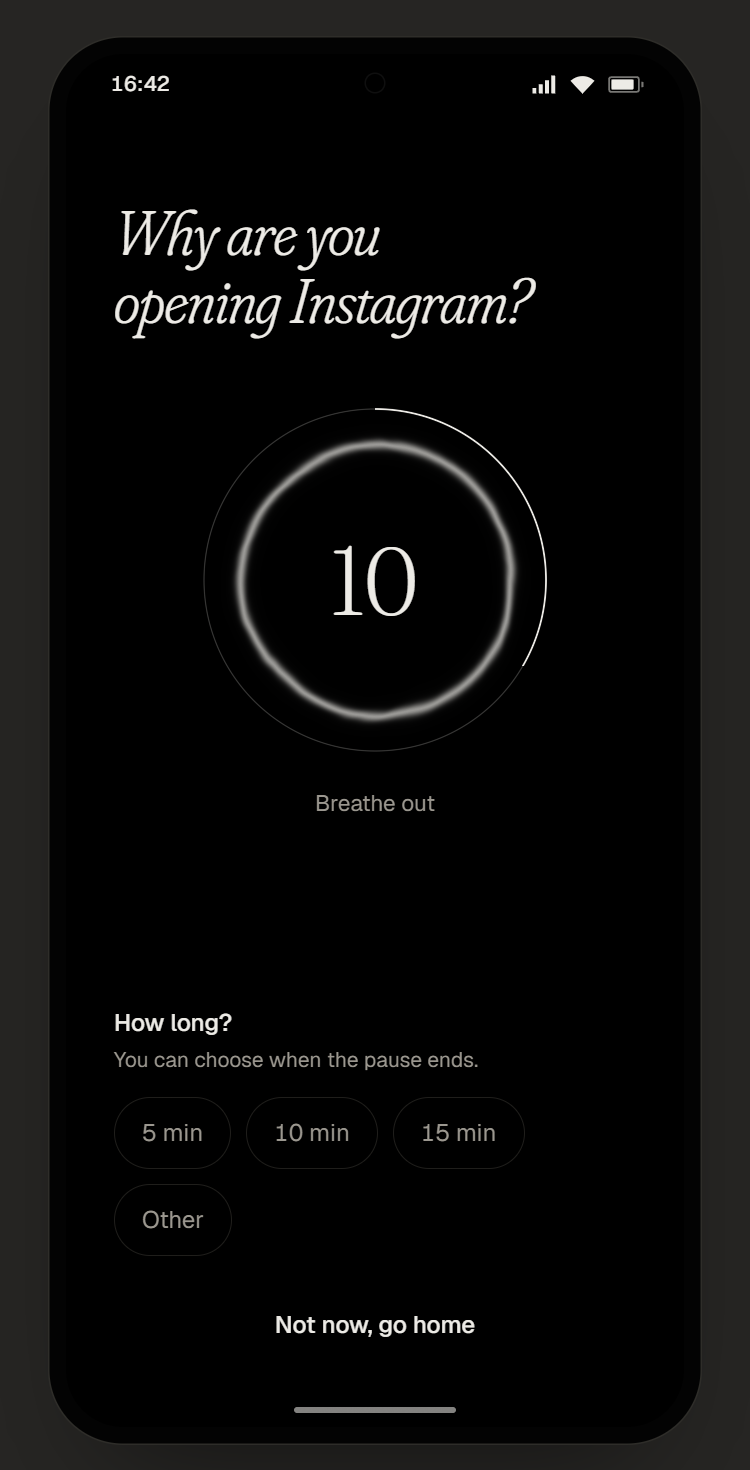 16:42
Why are you
opening Instagram?
10
Breathe out
How long?
You can choose when the pause ends.
5 min
10 min
15 min
Other
Not now, go home